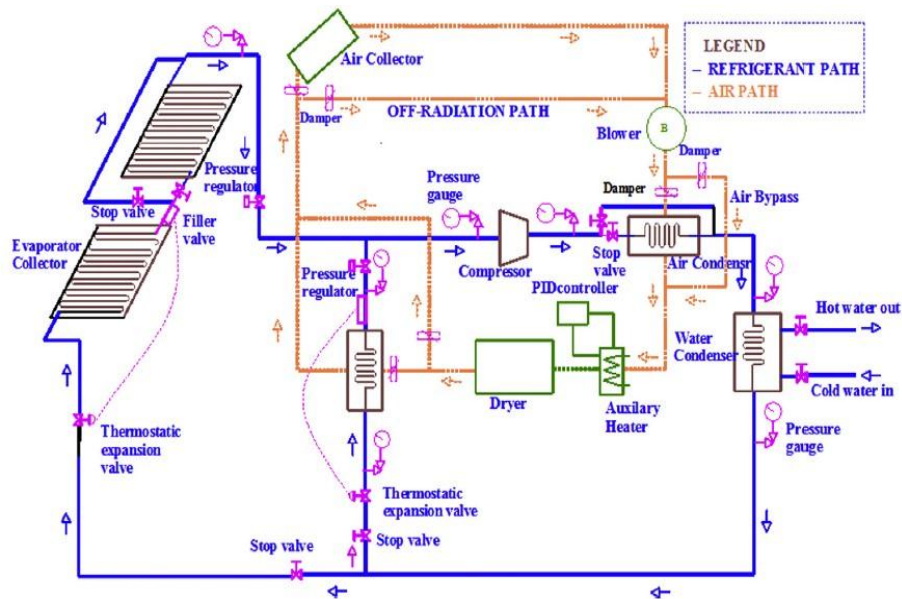 Air Collector
LEGEND
– REFRIGERANT PATH
– AIR PATH
Damper
OFF-RADIATION PATH
Blower
B
Damper
Pressure
regulator
Stop valve
Filler
valve
Evaporator
Collector
Pressure
gauge
Damper
Air Bypass
Compressor
Stop
valve
Air Condensr
Pressure
regulator
PIDcontroller
Hot water out
Water
Condenser
Cold water in
Dryer
Auxilary
Heater
Thermostatic
expansion
valve
Pressure
gauge
Thermostatic
expansion valve
Stop valve
Stop valve